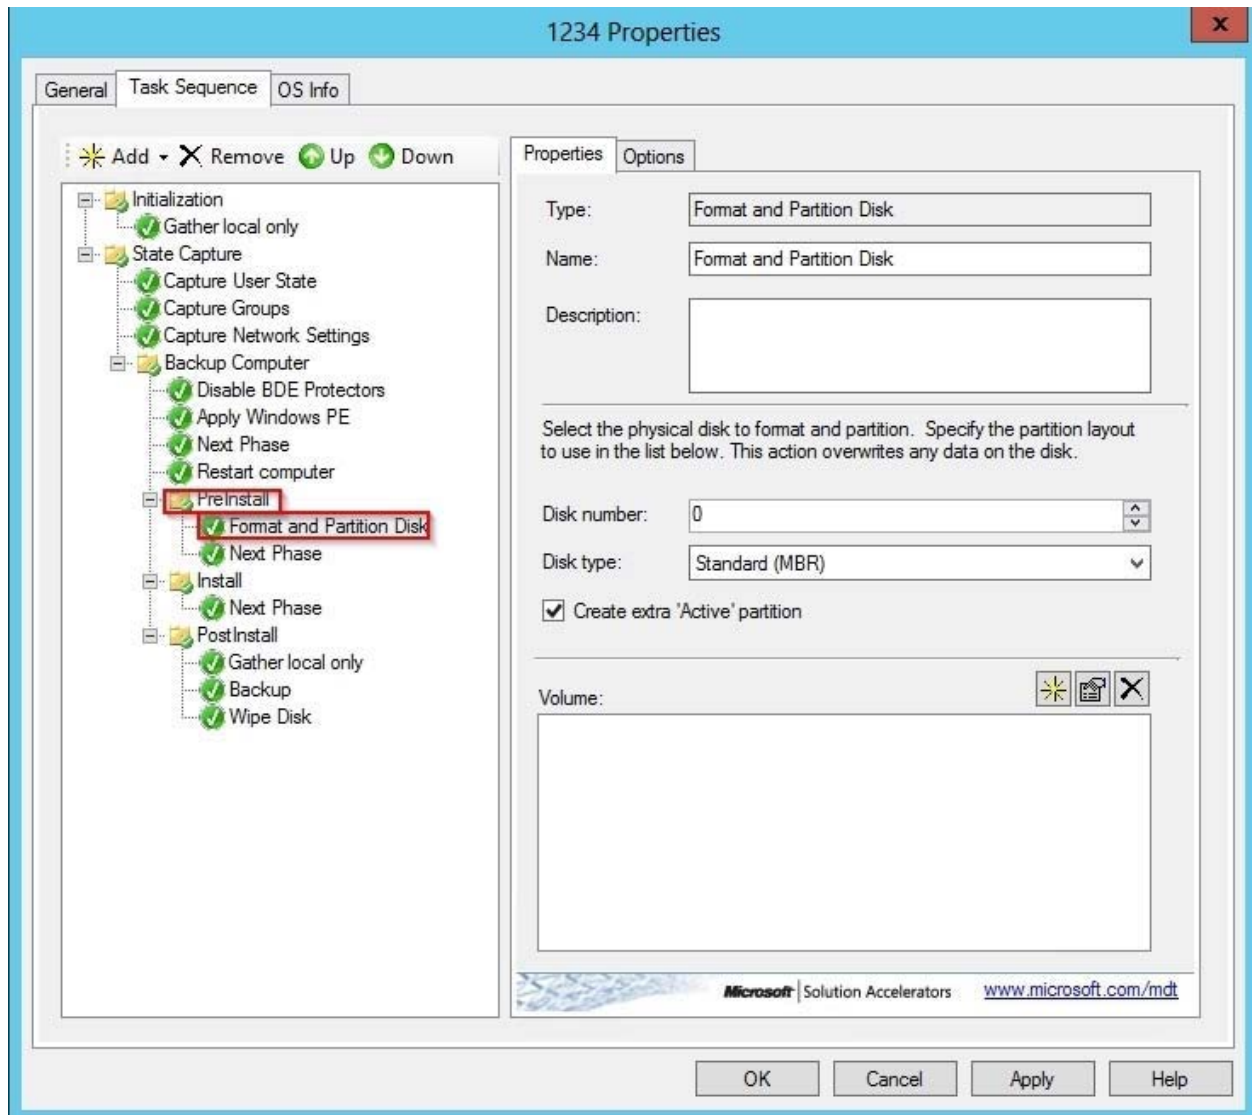 1234 Properties
x
General
Task Sequence
OS Info
Add
Remove
Up
Down
Initialization
Gather local only
State Capture
Capture User State
Capture Groups
Capture Network Settings
Backup Computer
Disable BDE Protectors
Apply Windows PE
Next Phase
Restart computer
PreInstall
Format and Partition Disk
Next Phase
Install
Next Phase
PostInstall
Gather local only
Backup
Wipe Disk
Properties
Options
Type: Format and Partition Disk
Name: Format and Partition Disk
Description:
Select the physical disk to format and partition. Specify the partition layout
to use in the list below. This action overwrites any data on the disk.
Disk number: 0
Disk type: Standard (MBR)
Create extra 'Active' partition
Volume:
Microsoft | Solution Accelerators www.microsoft.com/mdt
OK
Cancel
Apply
Help